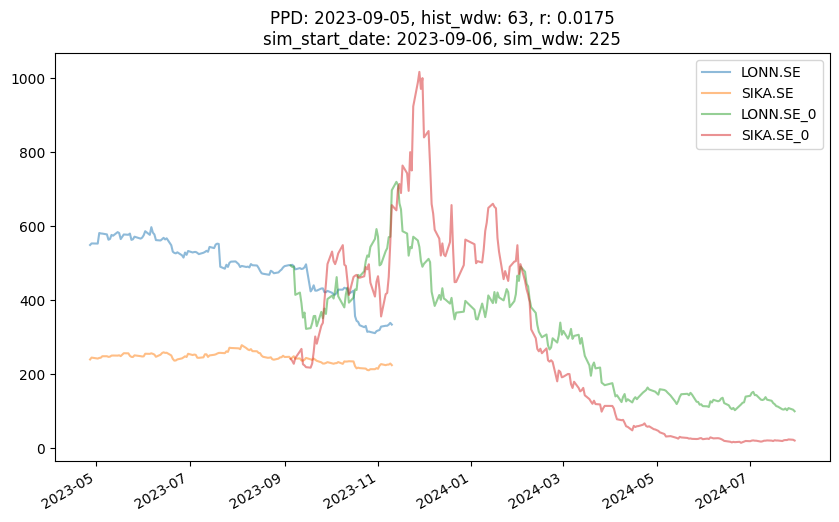 PPD: 2023-09-05, hist_wdw: 63, r: 0.0175
sim_start_date: 2023-09-06, sim_wdw: 225
LONN.SE
SIKA.SE
LONN.SE_0
SIKA.SE_0
1000
800
600
400
200
0
2023-05
2023-07
2023-09
2023-11
2024-01
2024-03
2024-05
2024-07